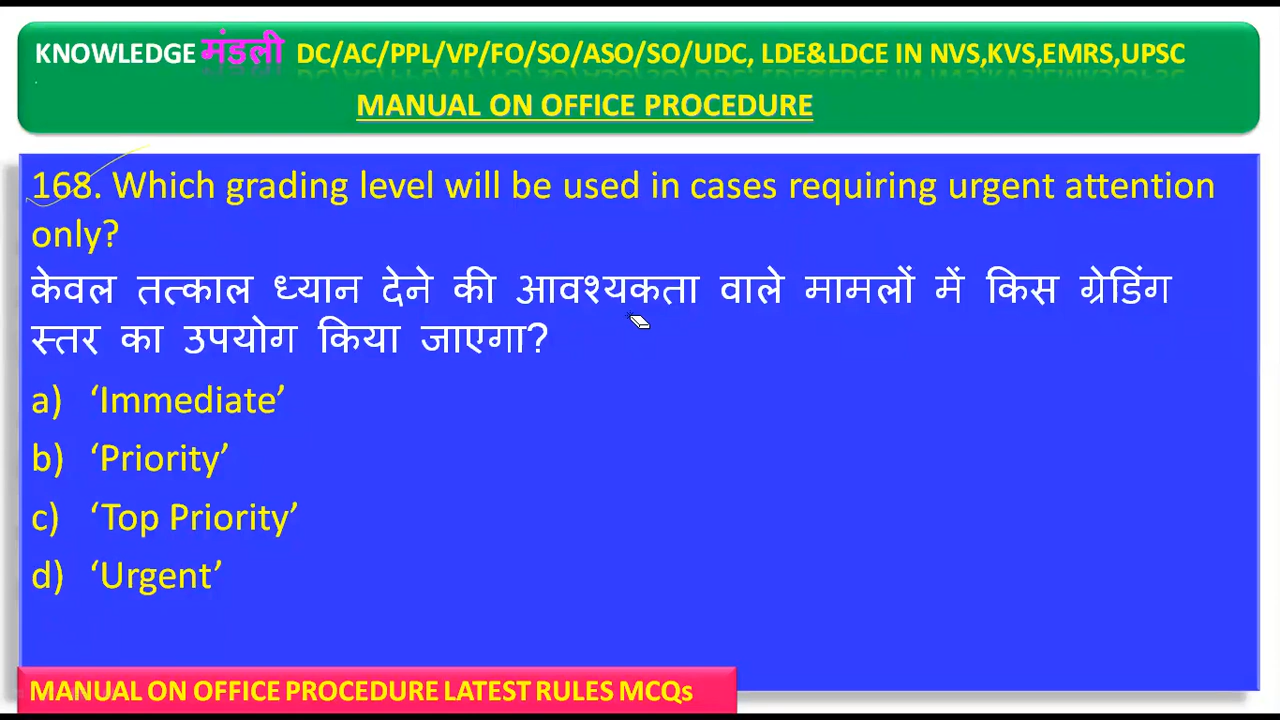 KNOWLEDGE मंडली DC/AC/PPL/VP/FO/SO/ASO/SO/UDC, LDE&LDCE IN NVS,KVS,EMRS,UPSC
MANUAL ON OFFICE PROCEDURE
168. Which grading level will be used in cases requiring urgent attention
only?
केवल तत्काल ध्यान देने की आवश्यकता वाले मामलों में किस ग्रेडिंग
स्तर का उपयोग किया जाएगा?
a) ‘Immediate’
b) ‘Priority’
c) ‘Top Priority’
d) ‘Urgent’
MANUAL ON OFFICE PROCEDURE LATEST RULES MCQs